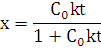 x = C₀kt / 1 + C₀kt